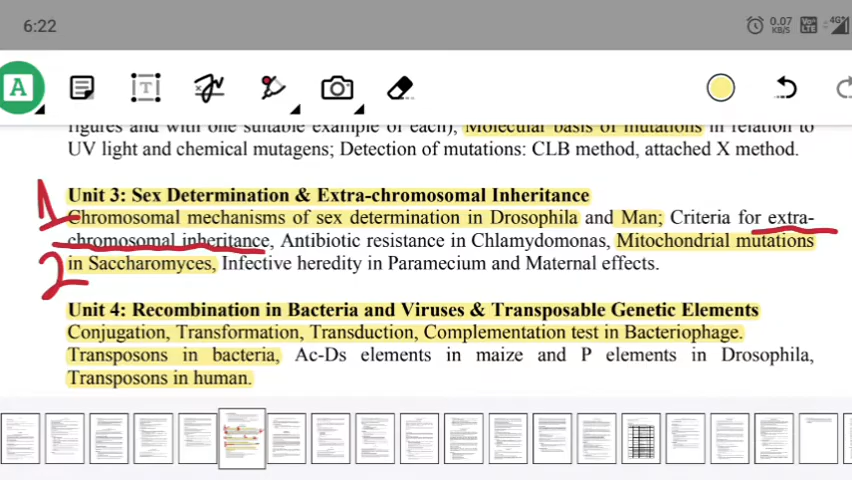 6:22
0.07 KB/S
Vo LTE
4G+
A
T
figures and with one suitable example of each), Molecular basis of mutations in relation to
UV light and chemical mutagens; Detection of mutations: CLB method, attached X method.
1
Unit 3: Sex Determination & Extra-chromosomal Inheritance
Chromosomal mechanisms of sex determination in Drosophila and Man; Criteria for extra-
chromosomal inheritance, Antibiotic resistance in Chlamydomonas, Mitochondrial mutations
2
in Saccharomyces, Infective heredity in Paramecium and Maternal effects.
Unit 4: Recombination in Bacteria and Viruses & Transposable Genetic Elements
Conjugation, Transformation, Transduction, Complementation test in Bacteriophage.
Transposons in bacteria, Ac-Ds elements in maize and P elements in Drosophila,
Transposons in human.